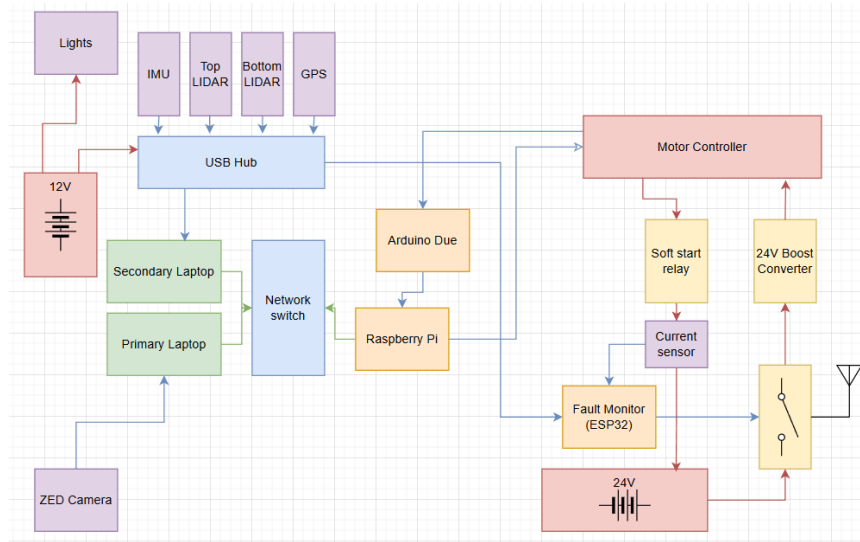 Lights
IMU
Top
LIDAR
Bottom
LIDAR
GPS
USB Hub
Motor Controller
12V
Arduino Due
Soft start
relay
24V Boost
Converter
Secondary Laptop
Network
switch
Primary Laptop
Raspberry Pi
Current
sensor
Fault Monitor
(ESP32)
ZED Camera
24V